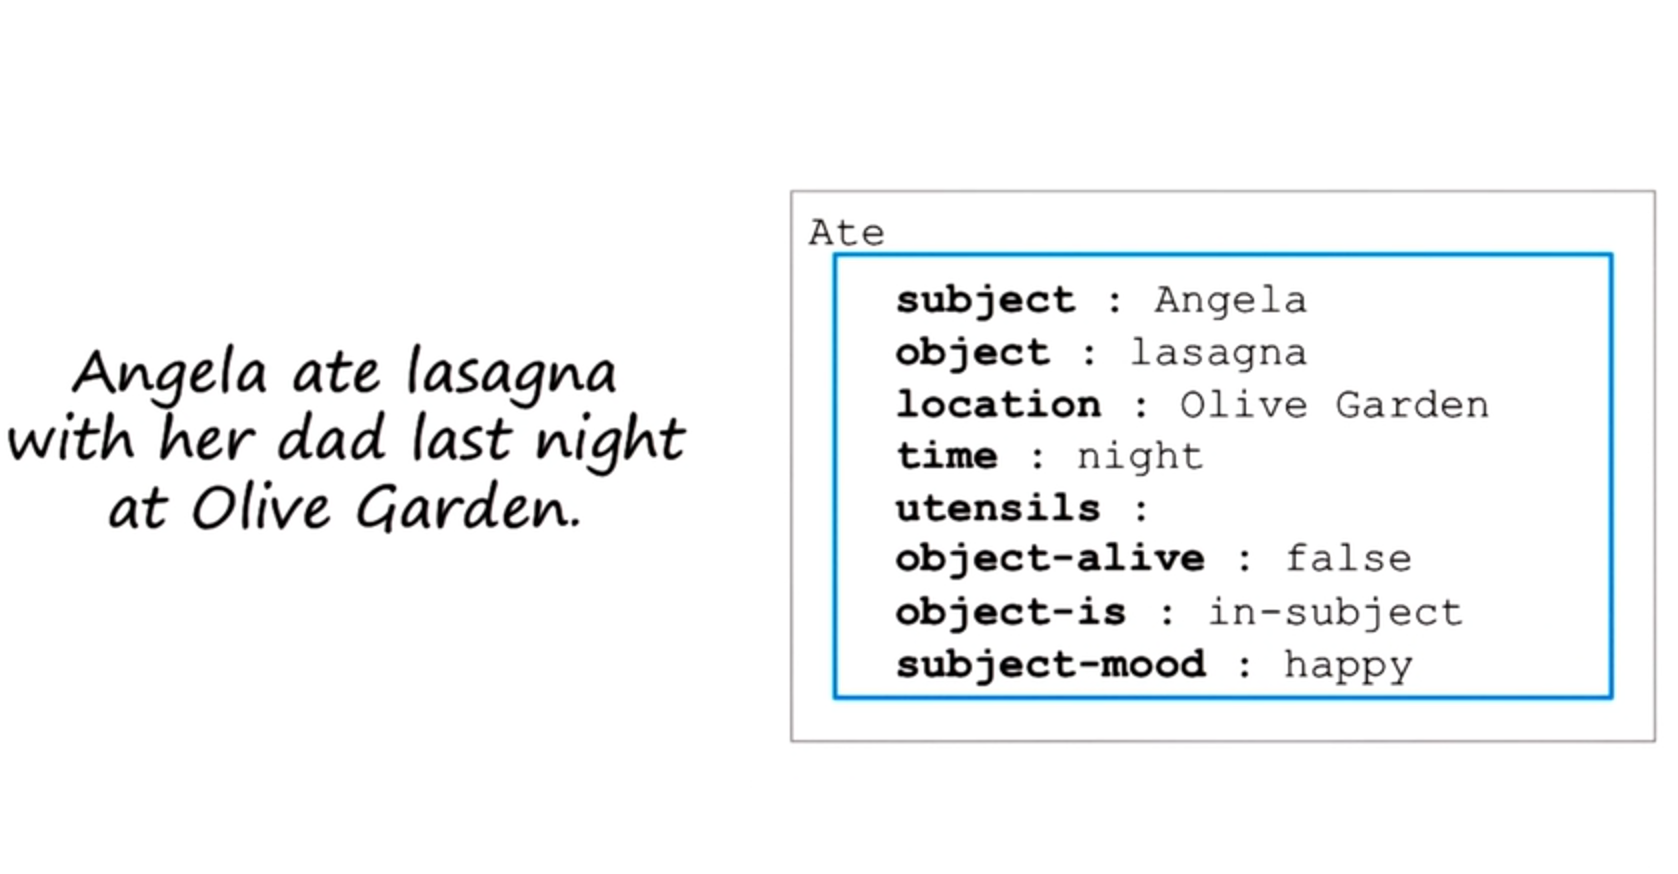 Angela ate lasagna
with her dad last night
at Olive Garden.
Ate
subject : Angela
object : lasagna
location : Olive Garden
time : night
utensils :
object-alive : false
object-is : in-subject
subject-mood : happy